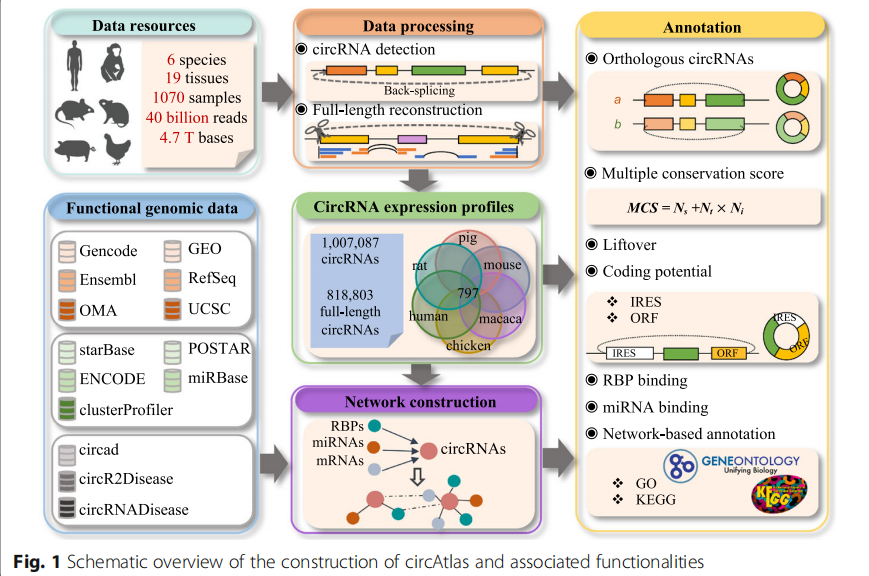 Data resources
6 species
19 tissues
1070 samples
40 billion reads
4.7 T bases
Data processing
circRNA detection
Back-splicing
Full-length reconstruction
Functional genomic data
Gencode
GEO
Ensembl
RefSeq
OMA
UCSC
starBase
POSTAR
ENCODE
miRBase
clusterProfiler
circad
circR2Disease
circRNADisease
CircRNA expression profiles
1,007,087
circRNAs
818,803
full-length
circRNAs
pig
rat
mouse
797
human
macaca
chicken
Network construction
RBPs
miRNAs
mRNAs
circRNAs
Annotation
Orthologous circRNAs
a
b
Multiple conservation score
MCS = Ns +Nt × Ni
Liftover
Coding potential
❖ IRES
❖ ORF
IRES
ORF
IRES
ORF
RBP binding
miRNA binding
Network-based annotation
GENEONTOLOGY
Unifying Biology
❖ GO
❖ KEGG
KEGG
Fig. 1 Schematic overview of the construction of circAtlas and associated functionalities